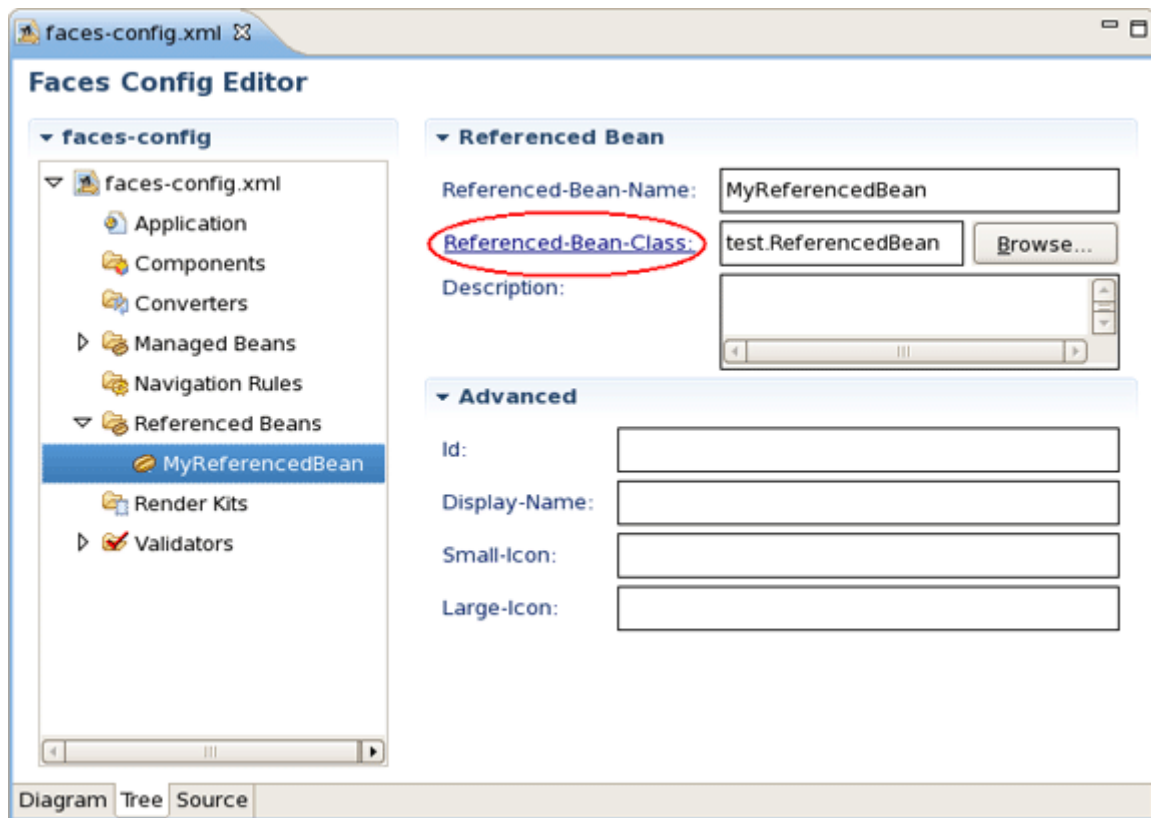 faces-config.xml
Faces Config Editor
faces-config
faces-config.xml
Application
Components
Converters
Managed Beans
Navigation Rules
Referenced Beans
MyReferencedBean
Render Kits
Validators
Referenced Bean
Referenced-Bean-Name: MyReferencedBean
Referenced-Bean-Class: test.ReferencedBean Browse...
Description:
Advanced
Id:
Display-Name:
Small-Icon:
Large-Icon:
Diagram Tree Source